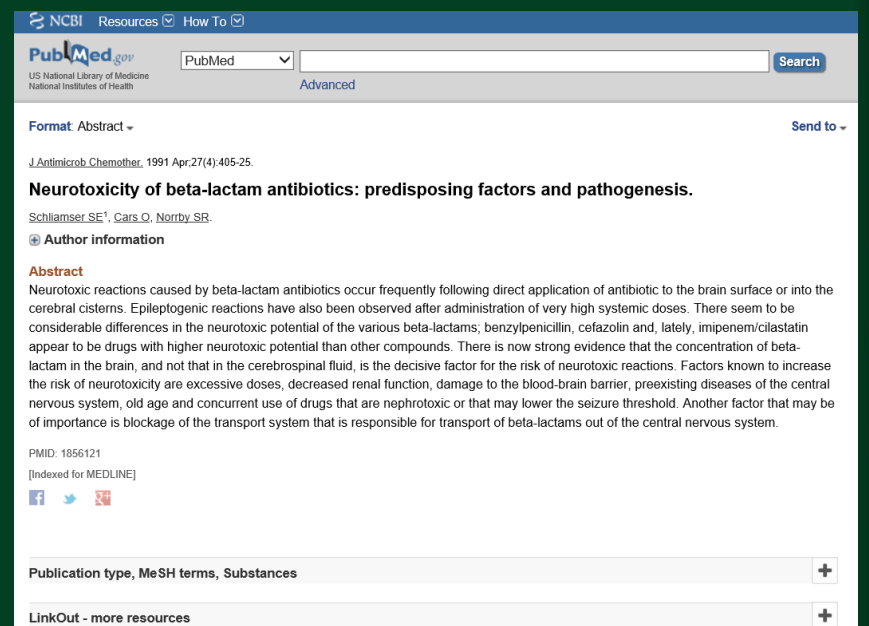 NCBI Resources How To
PubMed.gov
US National Library of Medicine
National Institutes of Health
PubMed
Search
Advanced
Format: Abstract
Send to
J Antimicrob Chemother. 1991 Apr;27(4):405-25.
Neurotoxicity of beta-lactam antibiotics: predisposing factors and pathogenesis.
Schliamser SE1, Cars O, Norrby SR.
Author information
Abstract
Neurotoxic reactions caused by beta-lactam antibiotics occur frequently following direct application of antibiotic to the brain surface or into the
cerebral cisterns. Epileptogenic reactions have also been observed after administration of very high systemic doses. There seem to be
considerable differences in the neurotoxic potential of the various beta-lactams; benzylpenicillin, cefazolin and, lately, imipenem/cilastatin
appear to be drugs with higher neurotoxic potential than other compounds. There is now strong evidence that the concentration of beta-
lactam in the brain, and not that in the cerebrospinal fluid, is the decisive factor for the risk of neurotoxic reactions. Factors known to increase
the risk of neurotoxicity are excessive doses, decreased renal function, damage to the blood-brain barrier, preexisting diseases of the central
nervous system, old age and concurrent use of drugs that are nephrotoxic or that may lower the seizure threshold. Another factor that may be
of importance is blockage of the transport system that is responsible for transport of beta-lactams out of the central nervous system.
PMID: 1856121
[Indexed for MEDLINE]
Publication type, MeSH terms, Substances
LinkOut - more resources